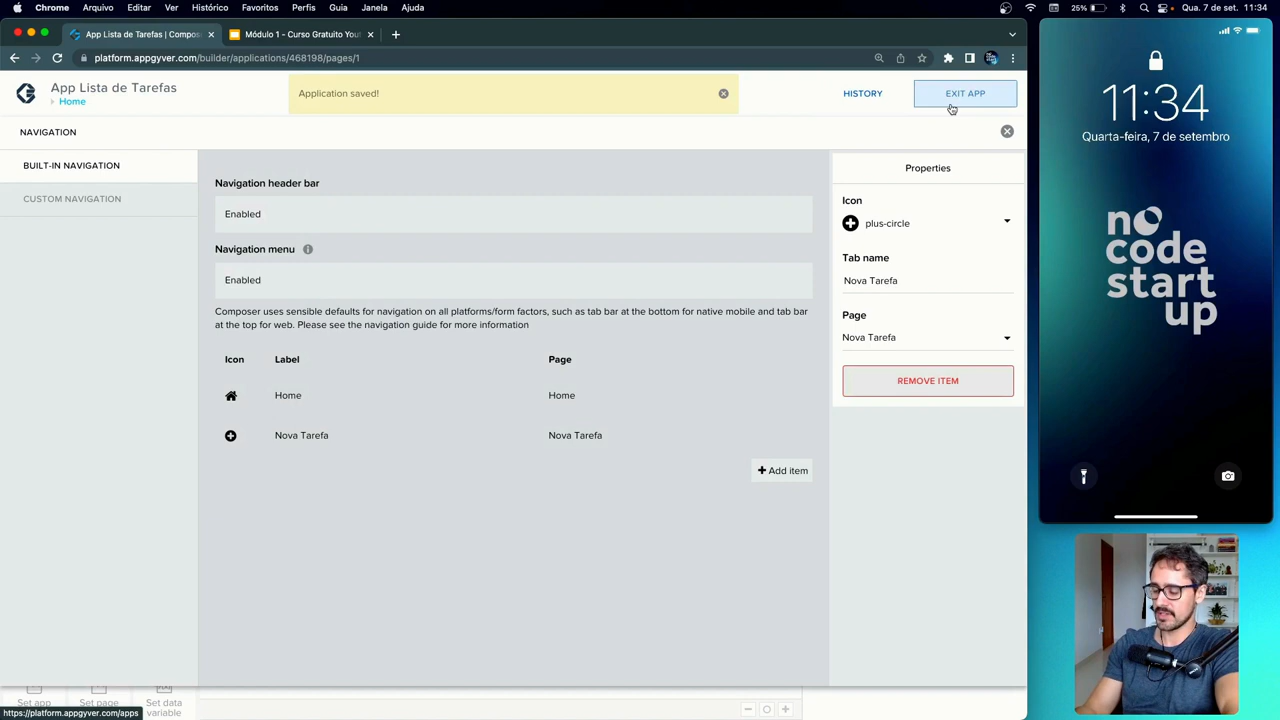 Chrome Arquivo Editar Ver Histórico Favoritos Perfis Guia Janela Ajuda 25% Qua. 7 de set. 11:34
App Lista de Tarefas | Compos Módulo 1 - Curso Gratuito Yout
platform.appgyver.com/builder/applications/468198/pages/1
App Lista de Tarefas
Home
Application saved!
HISTORY
EXIT APP
NAVIGATION
BUILT-IN NAVIGATION
CUSTOM NAVIGATION
Navigation header bar
Enabled
Navigation menu
Enabled
Composer uses sensible defaults for navigation on all platforms/form factors, such as tab bar at the bottom for native mobile and tab bar
at the top for web. Please see the navigation guide for more information
Icon Label Page
Home Home
Nova Tarefa Nova Tarefa
Add item
Properties
Icon
plus-circle
Tab name
Nova Tarefa
Page
Nova Tarefa
REMOVE ITEM
Set app Set page Set data
variable
https://platform.appgyver.com/apps
11:34
Quarta-feira, 7 de setembro
no
code
start
up